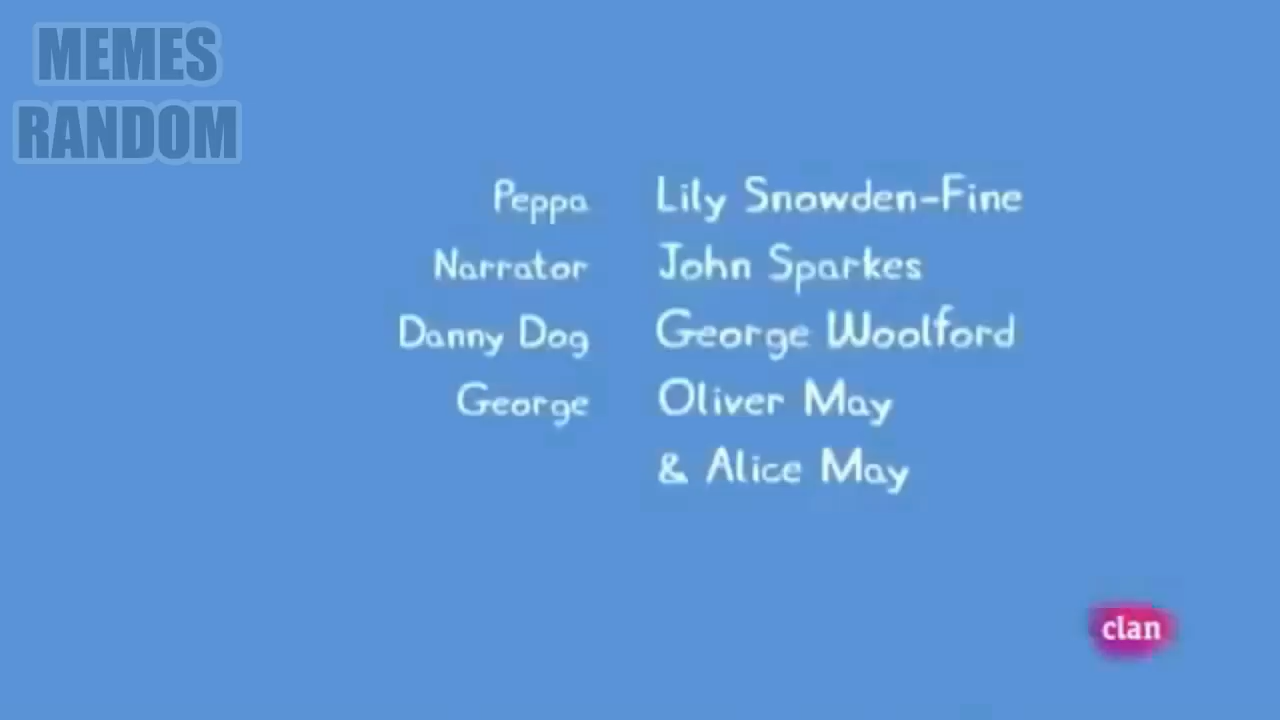 MEMES
RANDOM
Peppa Lily Snowden-Fine
Narrator John Sparkes
Danny Dog George Woolford
George Oliver May
& Alice May
clan